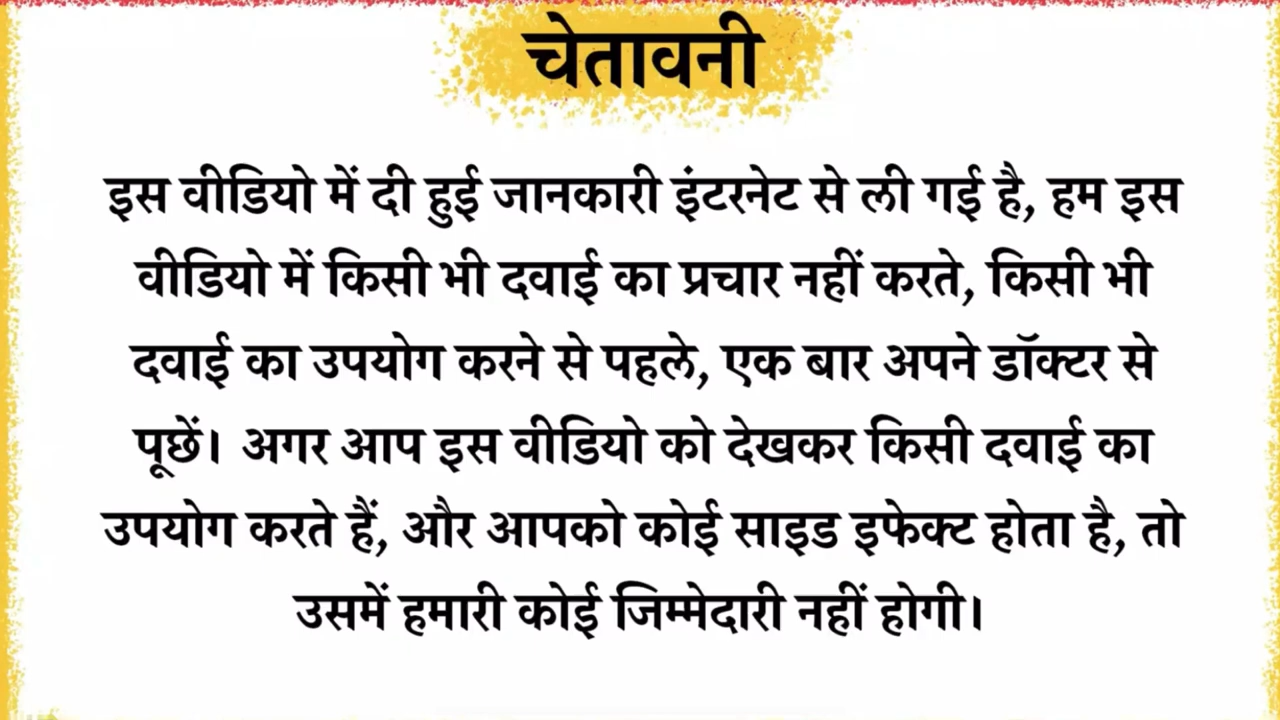 चेतावनी
इस वीडियो में दी हुई जानकारी इंटरनेट से ली गई है, हम इस
वीडियो में किसी भी दवाई का प्रचार नहीं करते, किसी भी
दवाई का उपयोग करने से पहले, एक बार अपने डॉक्टर से
पूछें। अगर आप इस वीडियो को देखकर किसी दवाई का
उपयोग करते हैं, और आपको कोई साइड इफेक्ट होता है, तो
उसमें हमारी कोई जिम्मेदारी नहीं होगी।